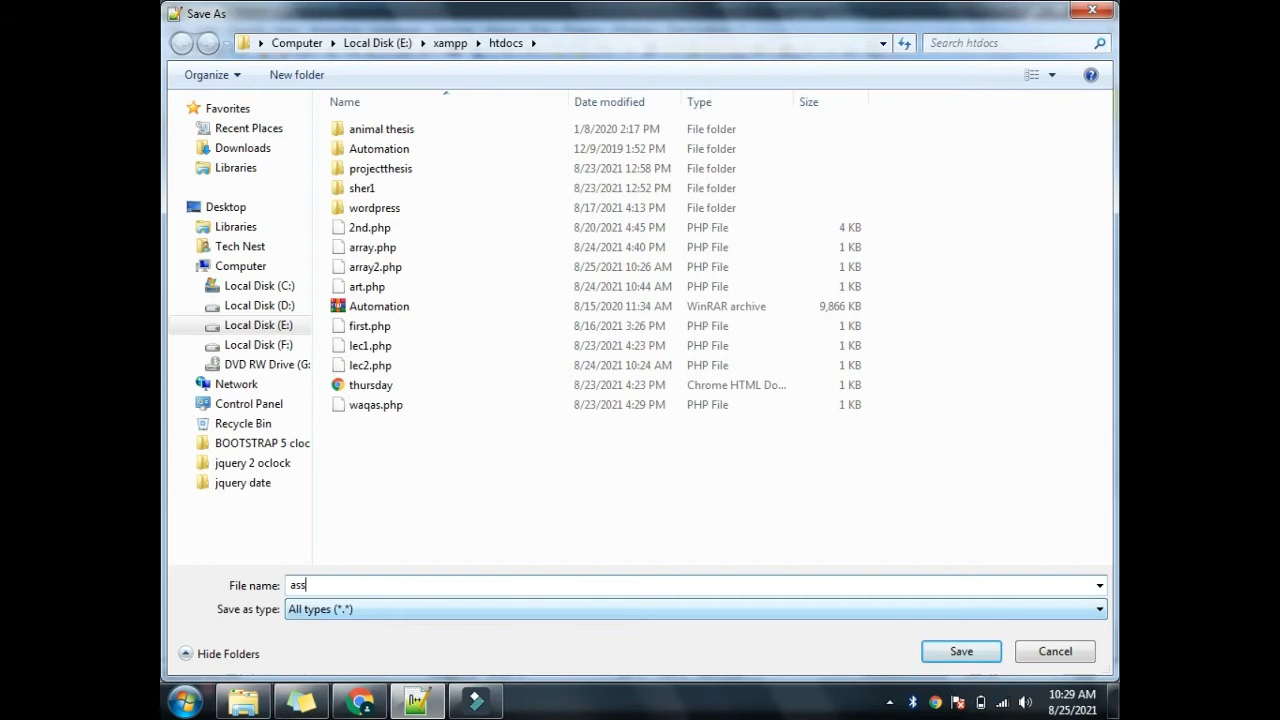 Save As
Computer Local Disk (E:) xampp htdocs
Search htdocs
Organize New folder
Name Date modified Type Size
Favorites
Recent Places
Downloads
Libraries
Desktop
Libraries
Tech Nest
Computer
Local Disk (C:)
Local Disk (D:)
Local Disk (E:)
Local Disk (F:)
DVD RW Drive (G:
Network
Control Panel
Recycle Bin
BOOTSTRAP 5 cloc
jquery 2 oclock
jquery date
animal thesis 1/8/2020 2:17 PM File folder
Automation 12/9/2019 1:52 PM File folder
projectthesis 8/23/2021 12:58 PM File folder
sher1 8/23/2021 12:52 PM File folder
wordpress 8/17/2021 4:13 PM File folder
2nd.php 8/20/2021 4:45 PM PHP File 4 KB
array.php 8/24/2021 4:40 PM PHP File 1 KB
array2.php 8/25/2021 10:26 AM PHP File 1 KB
art.php 8/24/2021 10:44 AM PHP File 1 KB
Automation 8/15/2020 11:34 AM WinRAR archive 9,866 KB
first.php 8/16/2021 3:26 PM PHP File 1 KB
lec1.php 8/23/2021 4:23 PM PHP File 1 KB
lec2.php 8/24/2021 10:24 AM PHP File 1 KB
thursday 8/23/2021 4:23 PM Chrome HTML Do... 1 KB
waqas.php 8/23/2021 4:29 PM PHP File 1 KB
File name: ass
Save as type: All types (*.*)
Hide Folders Save Cancel
10:29 AM
8/25/2021